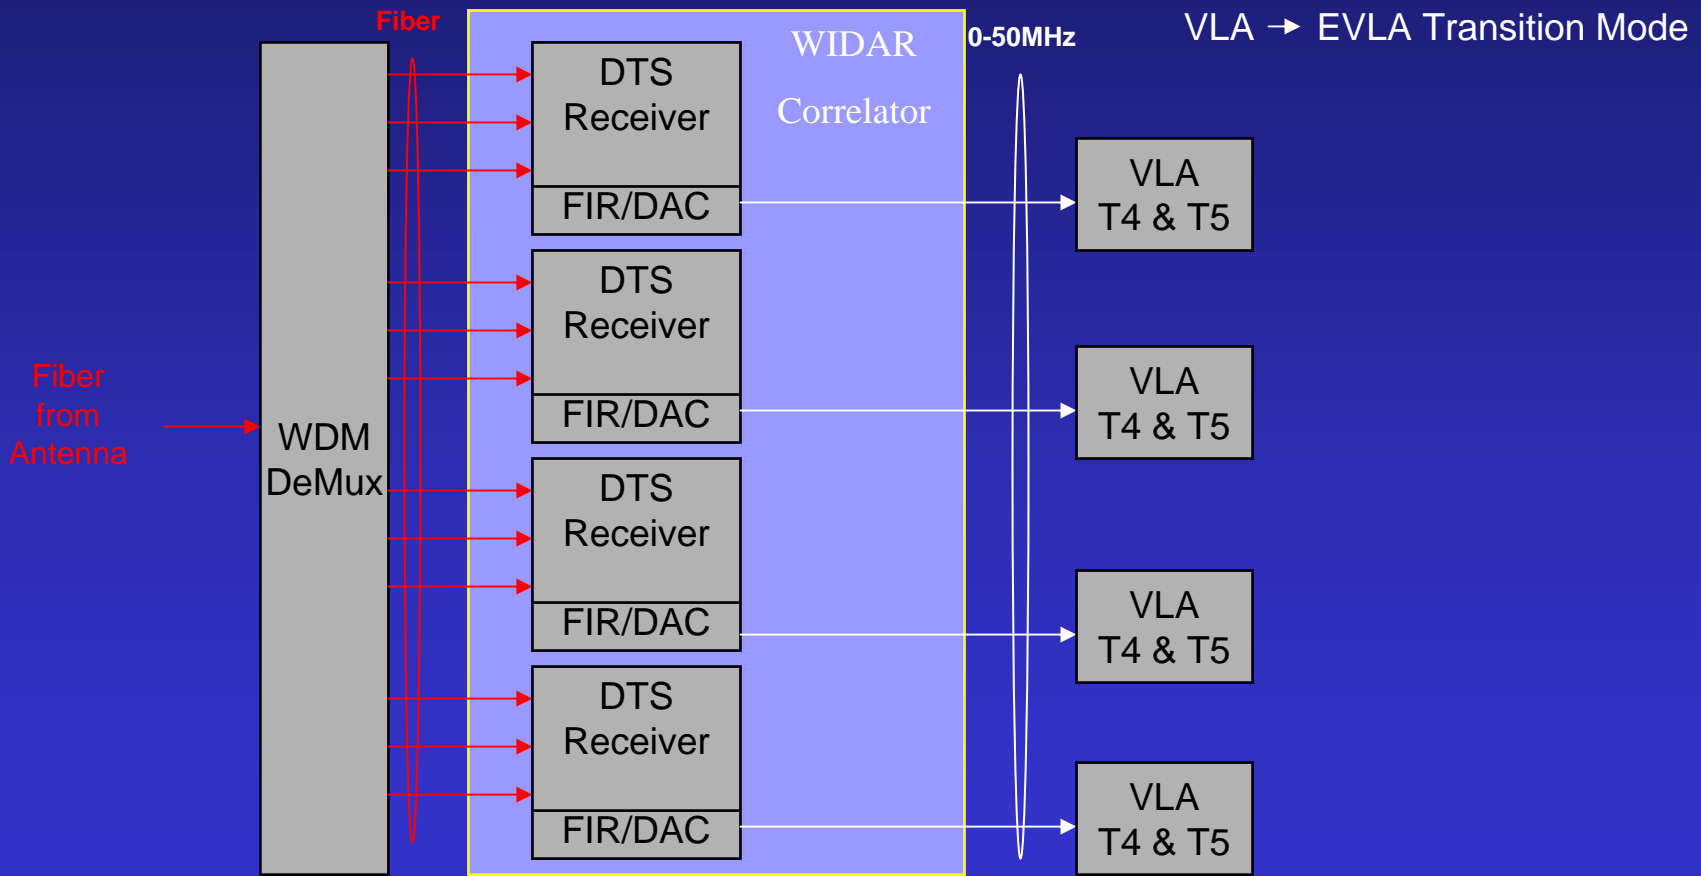 VLA → EVLA Transition Mode
Fiber
0-50MHz
WIDAR
Correlator
Fiber
from
Antenna
WDM
DeMux
DTS
Receiver
FIR/DAC
VLA
T4 & T5
DTS
Receiver
FIR/DAC
VLA
T4 & T5
DTS
Receiver
FIR/DAC
VLA
T4 & T5
DTS
Receiver
FIR/DAC
VLA
T4 & T5